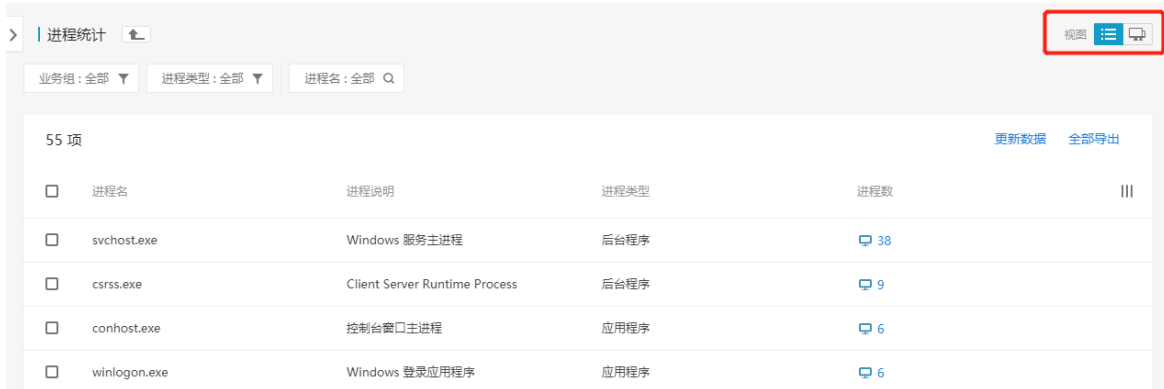 进程统计 视图
业务组 : 全部 进程类型 : 全部 进程名 : 全部
55 项 更新数据 全部导出
进程名 进程说明 进程类型 进程数
svchost.exe Windows 服务主进程 后台程序 38
csrss.exe Client Server Runtime Process 后台程序 9
conhost.exe 控制台窗口主进程 应用程序 6
winlogon.exe Windows 登录应用程序 应用程序 6